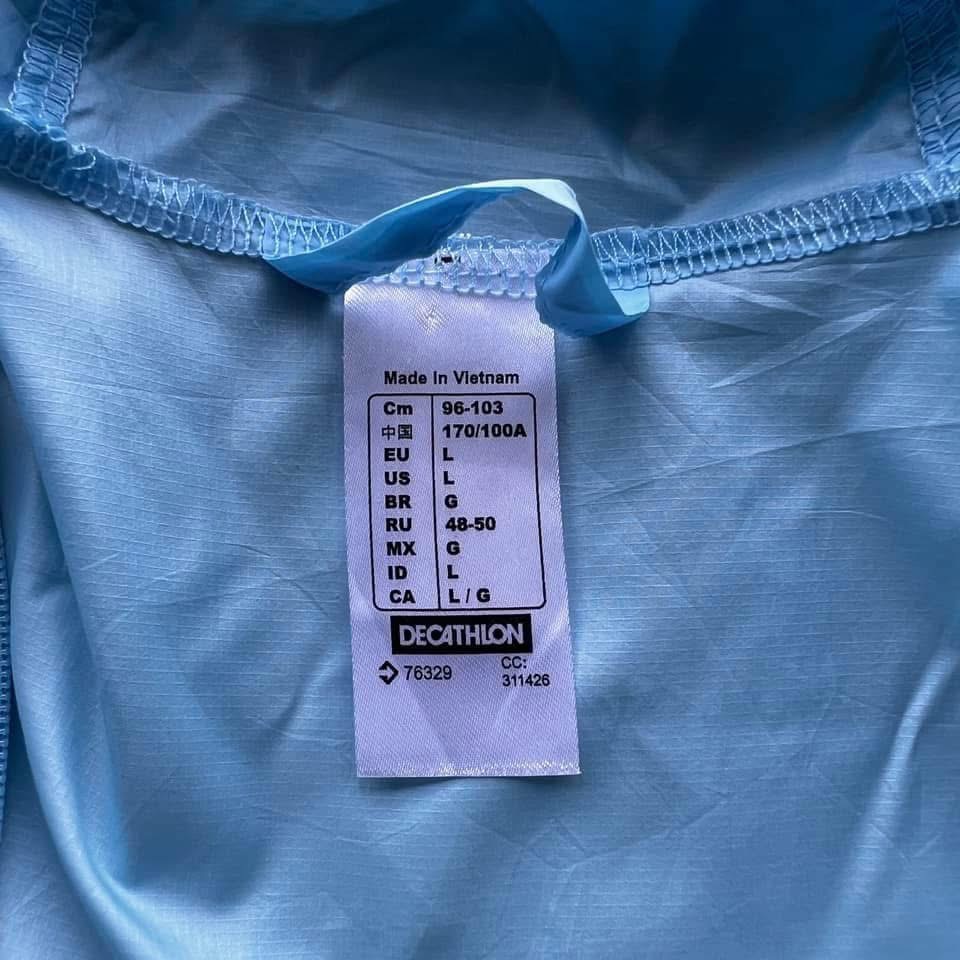 Made In Vietnam
Cm 96-103
中国 170/100A
EU L
US L
BR G
RU 48-50
MX G
ID L
CA L / G
DECATHLON
76329 CC:
311426